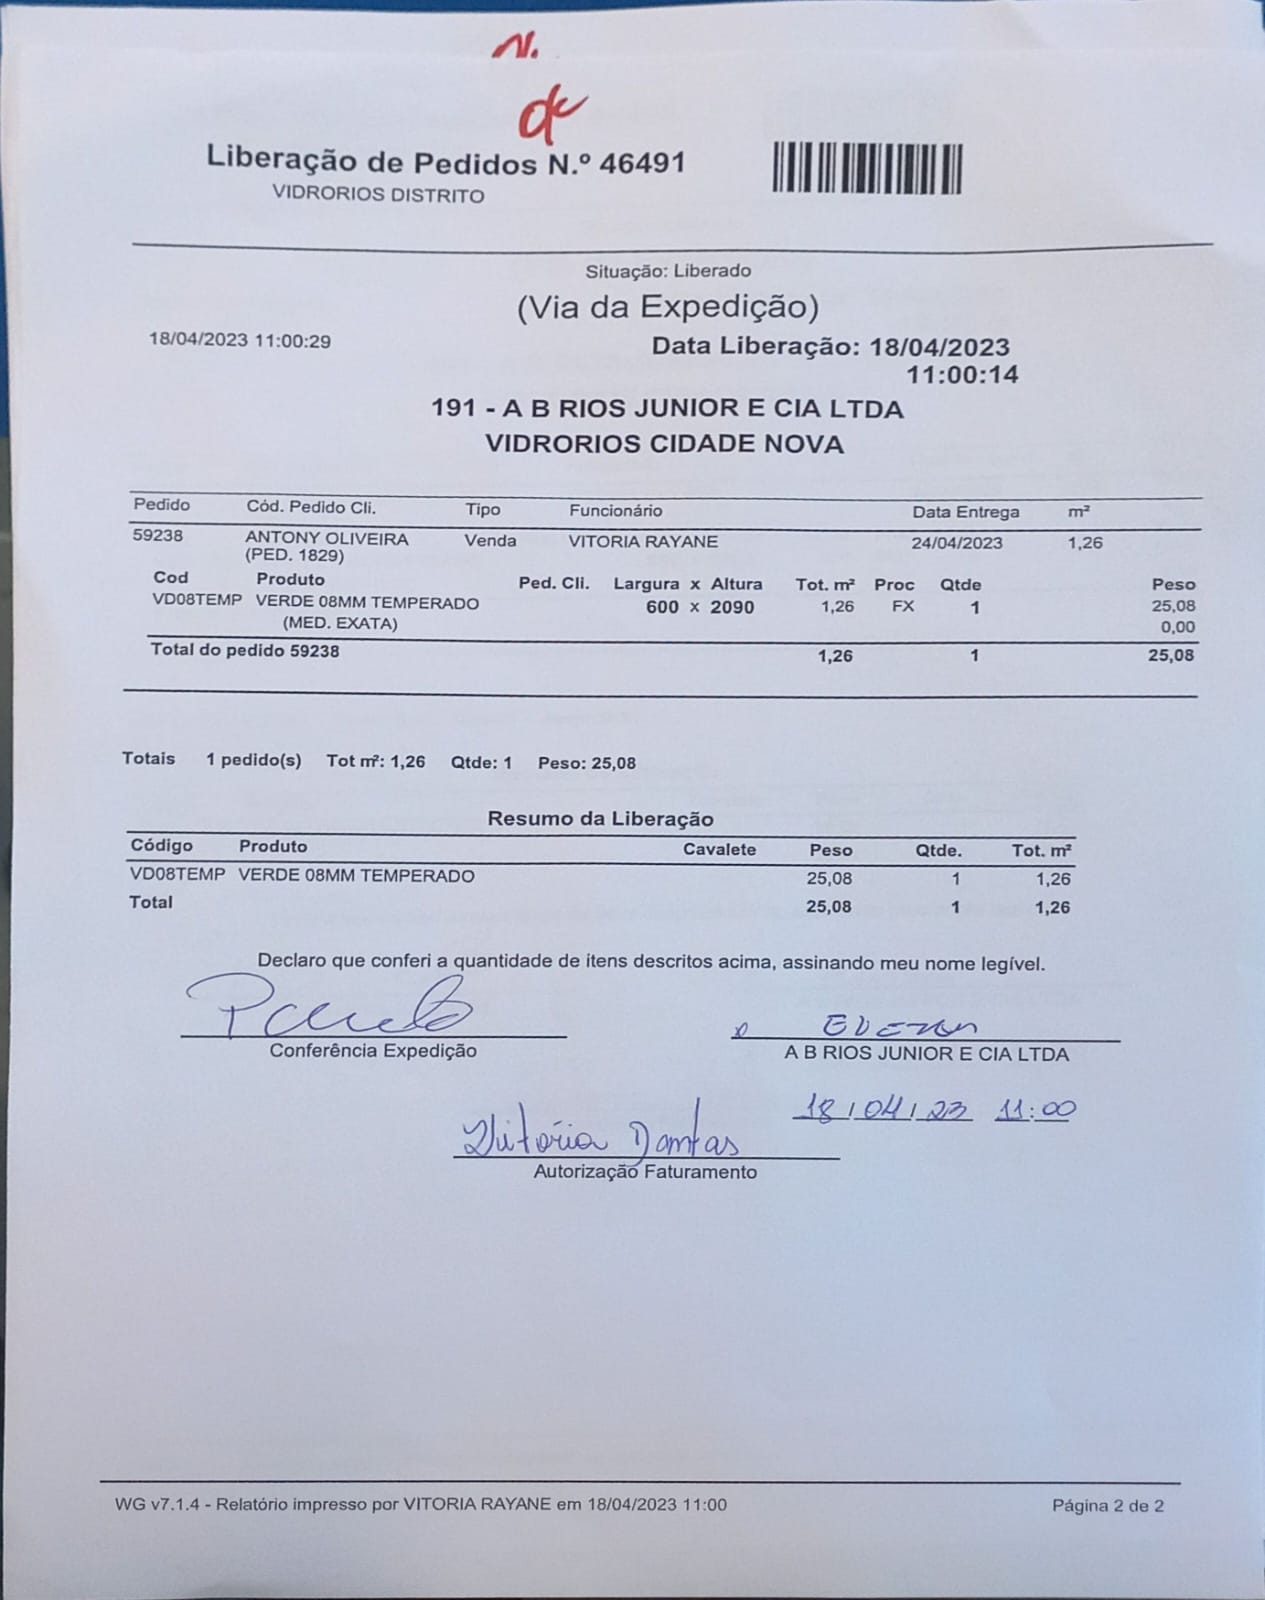 N.
ok
Liberação de Pedidos N.º 46491
VIDRORIOS DISTRITO
Situação: Liberado
(Via da Expedição)
18/04/2023 11:00:29
Data Liberação: 18/04/2023
11:00:14
191 - A B RIOS JUNIOR E CIA LTDA
VIDRORIOS CIDADE NOVA
Pedido Cód. Pedido Cli. Tipo Funcionário Data Entrega m²
59238 ANTONY OLIVEIRA Venda VITORIA RAYANE 24/04/2023 1,26
(PED. 1829)
Cod Produto Ped. Cli. Largura x Altura Tot. m² Proc Qtde Peso
VD08TEMP VERDE 08MM TEMPERADO 600 x 2090 1,26 FX 1 25,08
(MED. EXATA) 0,00
Total do pedido 59238 1,26 1 25,08
Totais 1 pedido(s) Tot m²: 1,26 Qtde: 1 Peso: 25,08
Resumo da Liberação
Código Produto Cavalete Peso Qtde. Tot. m²
VD08TEMP VERDE 08MM TEMPERADO 25,08 1 1,26
Total 25,08 1 1,26
Declaro que conferi a quantidade de itens descritos acima, assinando meu nome legível.
Conferência Expedição
A B RIOS JUNIOR E CIA LTDA
18/04/23 11:00
Vitória Dantas
Autorização Faturamento
WG v7.1.4 - Relatório impresso por VITORIA RAYANE em 18/04/2023 11:00 Página 2 de 2